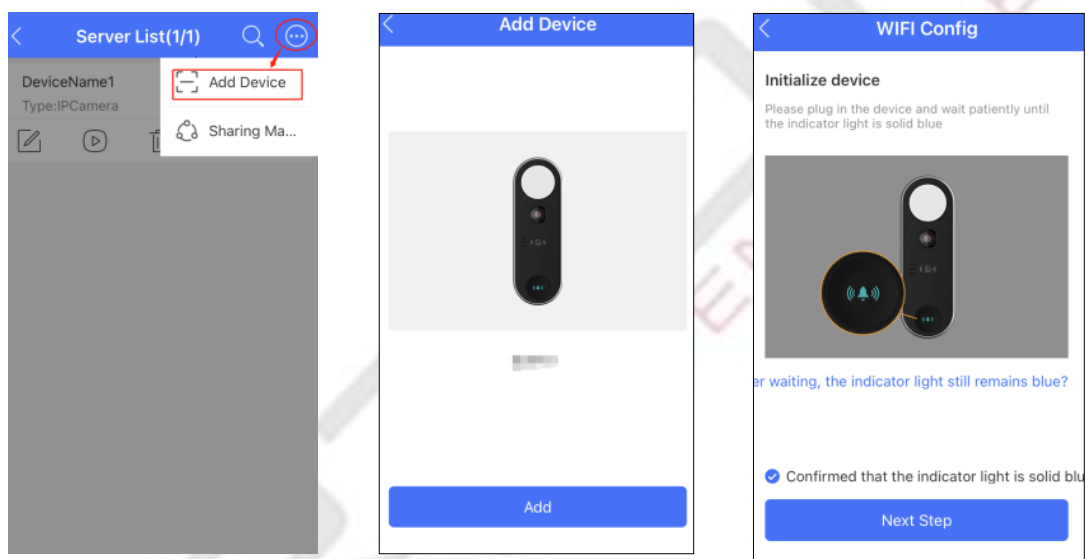 Server List(1/1)
DeviceName1
Type:IPCamera
Add Device
Sharing Ma...
Add Device
Add
WIFI Config
Initialize device
Please plug in the device and wait patiently until
the indicator light is solid blue
er waiting, the indicator light still remains blue?
Confirmed that the indicator light is solid blu
Next Step